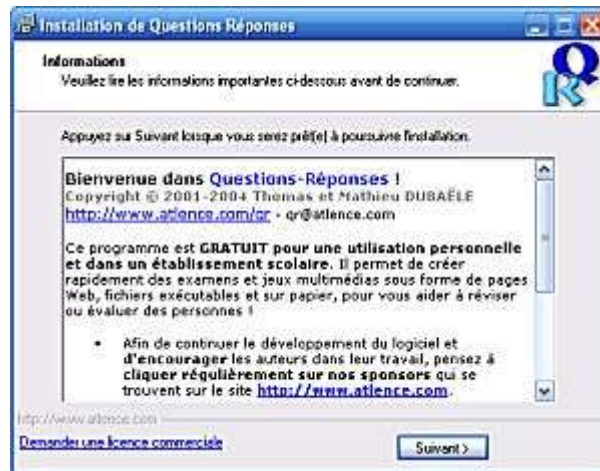 Installation de Questions Réponses
Informations
Veuillez lire les informations importantes ci-dessous avant de continuer.
QR
Appuyez sur Suivant lorsque vous serez prêt(e) à poursuivre l'installation.
Bienvenue dans Questions-Réponses !
Copyright © 2001-2004 Thomas et Mathieu DUBAËLE
http://www.atlence.com/qr - qr@atlence.com
Ce programme est GRATUIT pour une utilisation personnelle
et dans un établissement scolaire. Il permet de créer
rapidement des examens et jeux multimédias sous forme de pages
Web, fichiers exécutables et sur papier, pour vous aider à réviser
ou évaluer des personnes !
• Afin de continuer le développement du logiciel et
d'encourager les auteurs dans leur travail, pensez à
cliquer régulièrement sur nos sponsors qui se
trouvent sur le site http://www.atlence.com.
http://www.atlence.com
Demander une licence commerciale
Suivant >